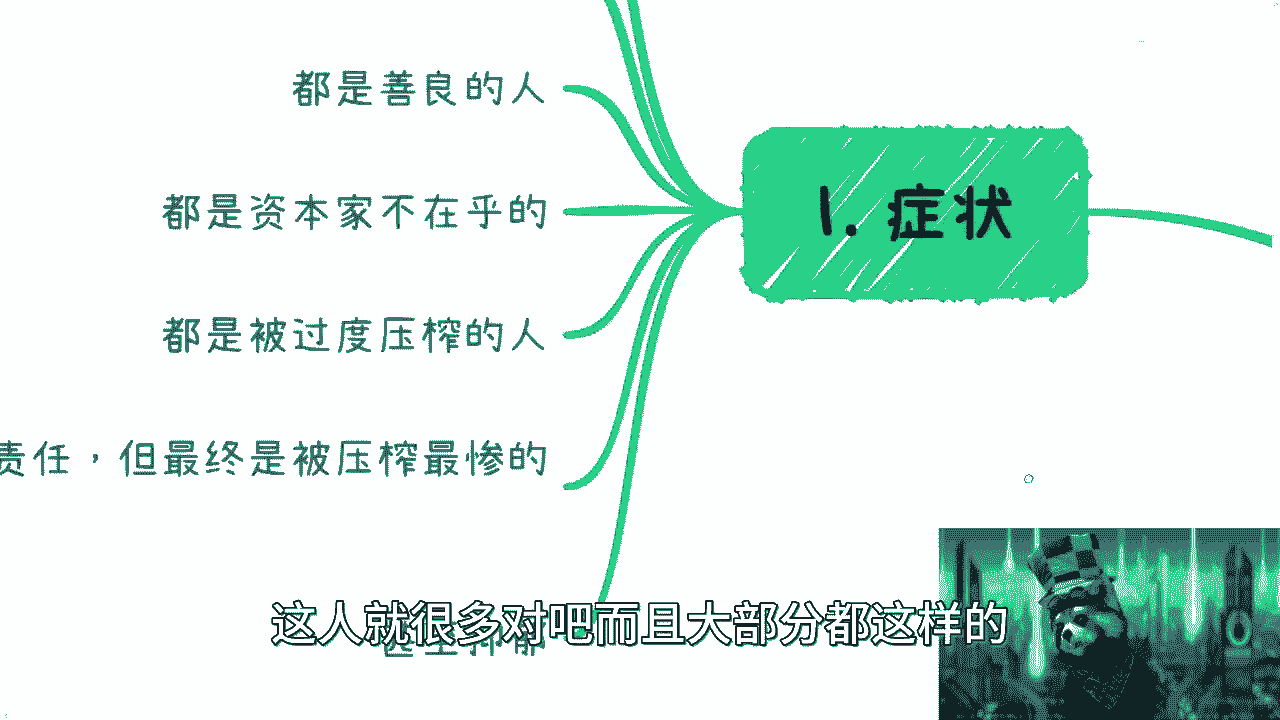 都是善良的人
都是资本家不在乎的
1. 症状
都是被过度压榨的人
责任，但最终是被压榨最惨的
这人就很多对吧而且大部分都这样的